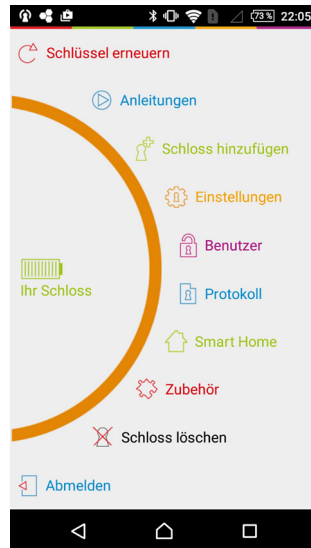 73 % 22:05
Schlüssel erneuern
Anleitungen
Schloss hinzufügen
Einstellungen
Benutzer
Ihr Schloss
Protokoll
Smart Home
Zubehör
Schloss löschen
Abmelden